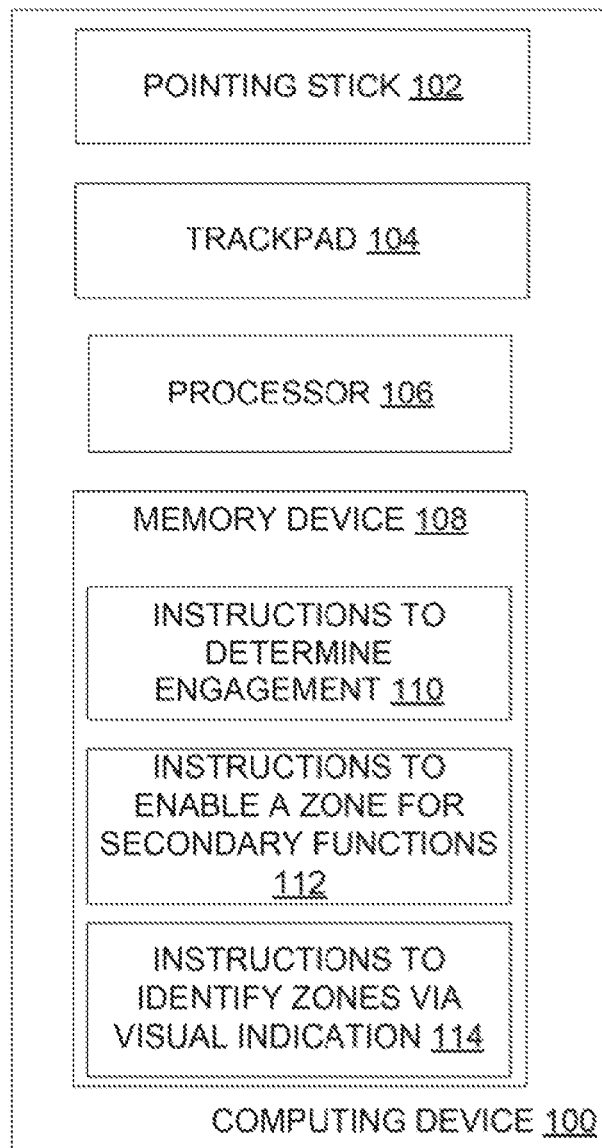 POINTING STICK 102
TRACKPAD 104
PROCESSOR 106
MEMORY DEVICE 108
INSTRUCTIONS TO
DETERMINE
ENGAGEMENT 110
INSTRUCTIONS TO
ENABLE A ZONE FOR
SECONDARY FUNCTIONS
112
INSTRUCTIONS TO
IDENTIFY ZONES VIA
VISUAL INDICATION 114
COMPUTING DEVICE 100